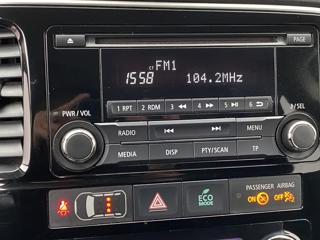 PAGE
CT FM1
15:58 104.2MHz
1 RPT 2 RDM 3 4 5 6
PWR / VOL
/ SEL
RADIO MENU
MEDIA DISP PTY/SCAN TP
ECO
MODE
PASSENGER AIRBAG
ON OFF